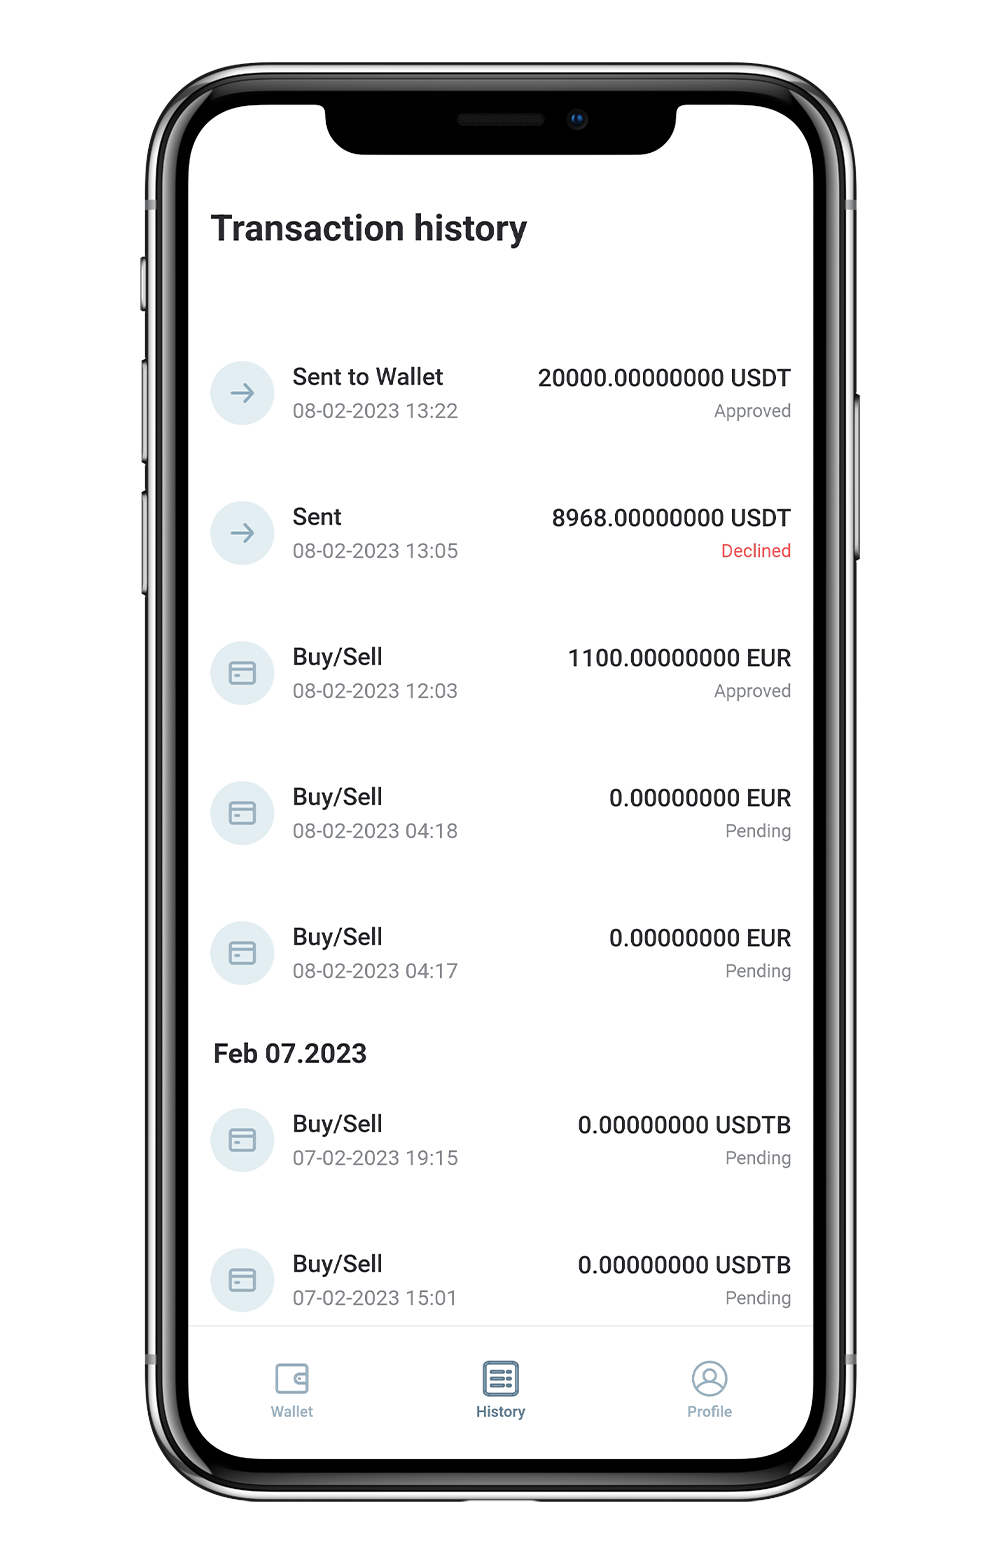 Transaction history
Sent to Wallet 20000.00000000 USDT
08-02-2023 13:22 Approved
Sent 8968.00000000 USDT
08-02-2023 13:05 Declined
Buy/Sell 1100.00000000 EUR
08-02-2023 12:03 Approved
Buy/Sell 0.00000000 EUR
08-02-2023 04:18 Pending
Buy/Sell 0.00000000 EUR
08-02-2023 04:17 Pending
Feb 07.2023
Buy/Sell 0.00000000 USDTB
07-02-2023 19:15 Pending
Buy/Sell 0.00000000 USDTB
07-02-2023 15:01 Pending
Wallet History Profile